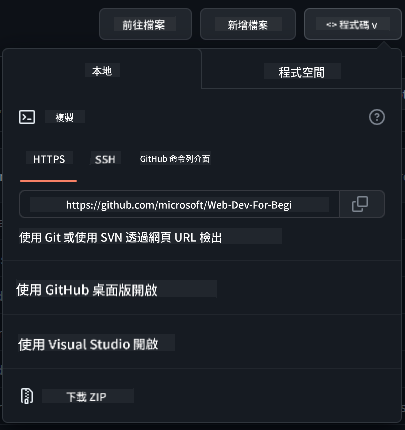 前往檔案 新增檔案 <> 程式碼 v
本地 程式空間
複製
HTTPS SSH GitHub 命令列介面
https://github.com/microsoft/Web-Dev-For-Begi
使用 Git 或使用 SVN 透過網頁 URL 檢出
使用 GitHub 桌面版開啟
使用 Visual Studio 開啟
下載 ZIP